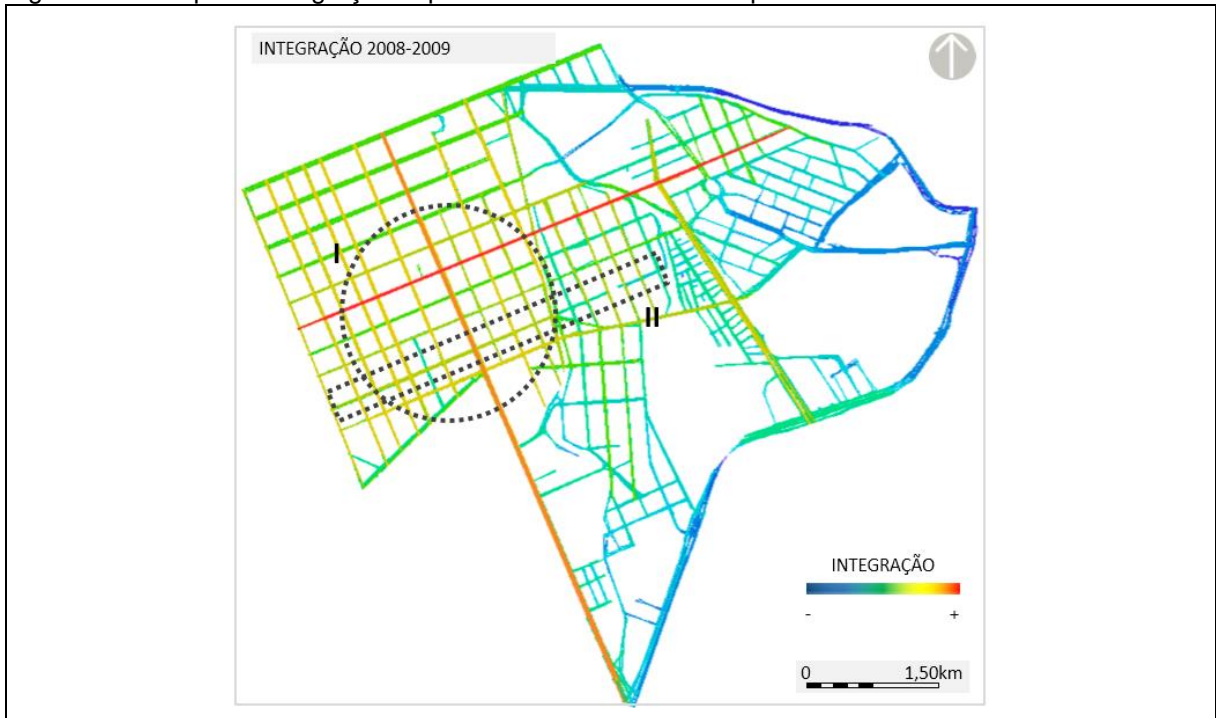 INTEGRAÇÃO 2008-2009
I
II
INTEGRAÇÃO
- +
0 1,50km